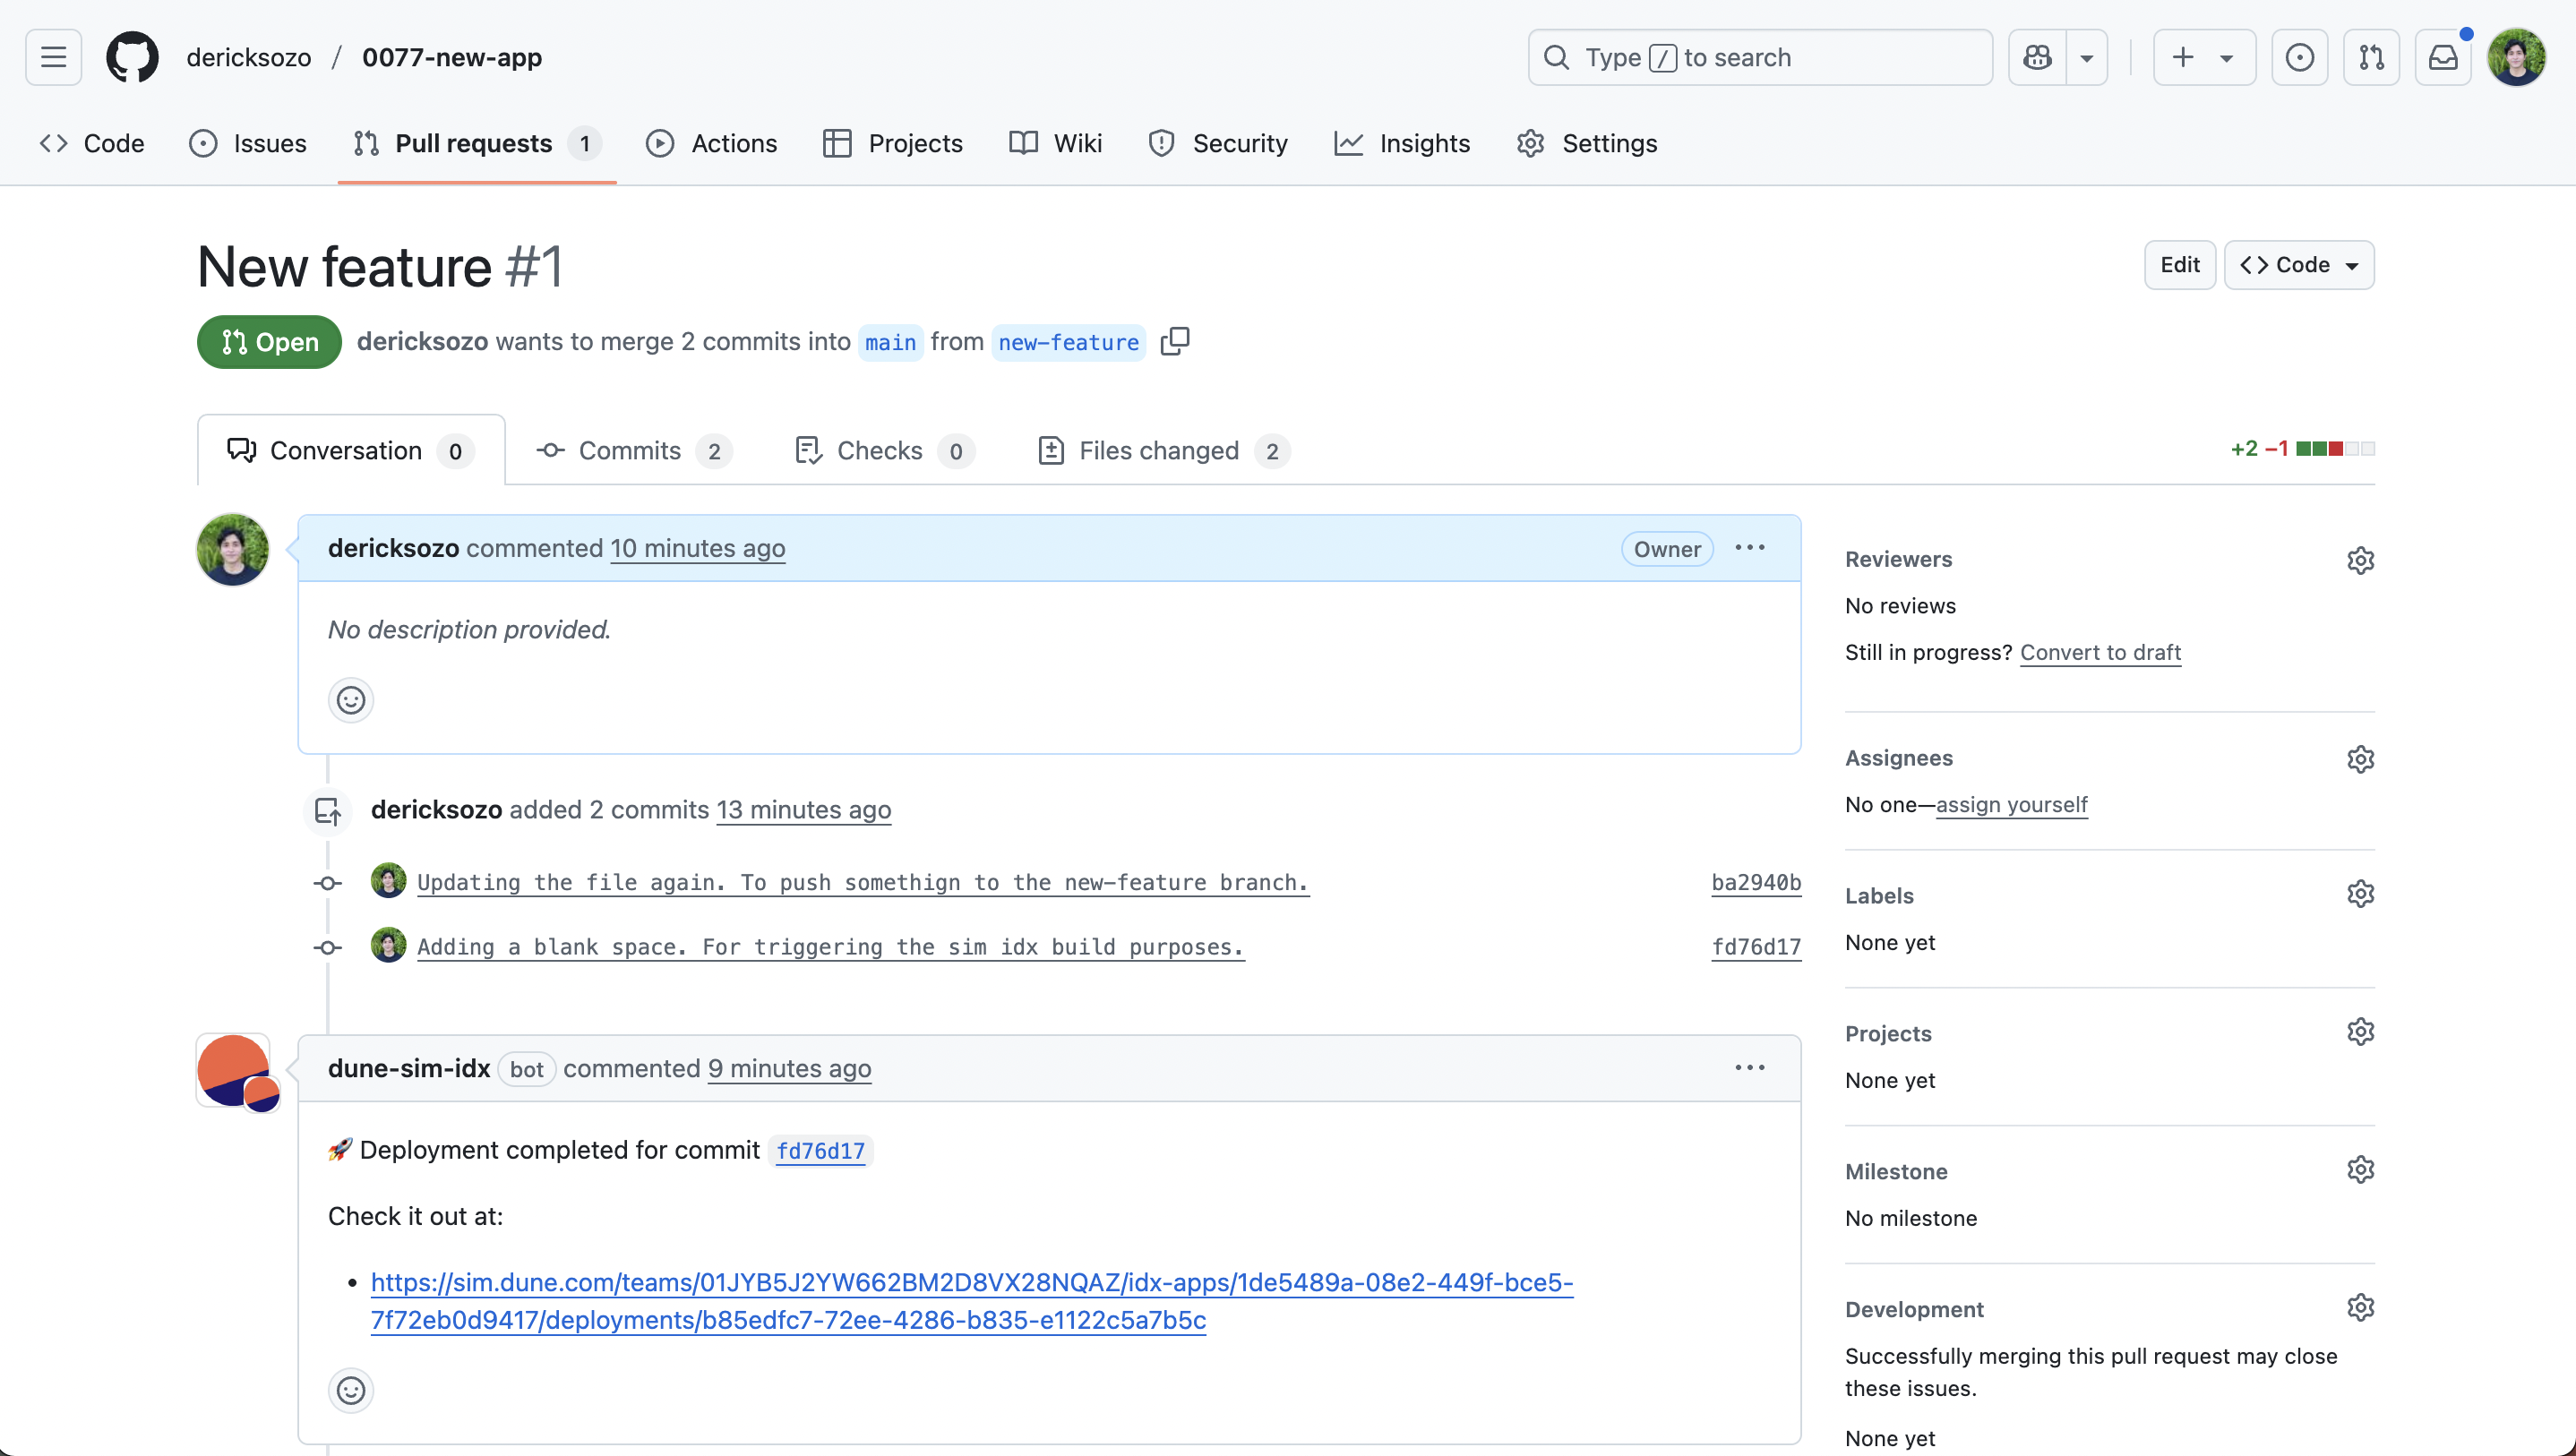 dericksozo / 0077-new-app
Type / to search
Code
Issues
Pull requests 1
Actions
Projects
Wiki
Security
Insights
Settings
New feature #1
Edit
Code
Open
dericksozo wants to merge 2 commits into main from new-feature
Conversation 0
Commits 2
Checks 0
Files changed 2
+2 −1
dericksozo commented 10 minutes ago
Owner
No description provided.
dericksozo added 2 commits 13 minutes ago
Updating the file again. To push somethign to the new-feature branch.
ba2940b
Adding a blank space. For triggering the sim idx build purposes.
fd76d17
dune-sim-idx bot commented 9 minutes ago
🚀 Deployment completed for commit fd76d17
Check it out at:
• https://sim.dune.com/teams/01JYB5J2YW662BM2D8VX28NQAZ/idx-apps/1de5489a-08e2-449f-bce5-
7f72eb0d9417/deployments/b85edfc7-72ee-4286-b835-e1122c5a7b5c
Reviewers
No reviews
Still in progress? Convert to draft
Assignees
No one—assign yourself
Labels
None yet
Projects
None yet
Milestone
No milestone
Development
Successfully merging this pull request may close
these issues.
None yet